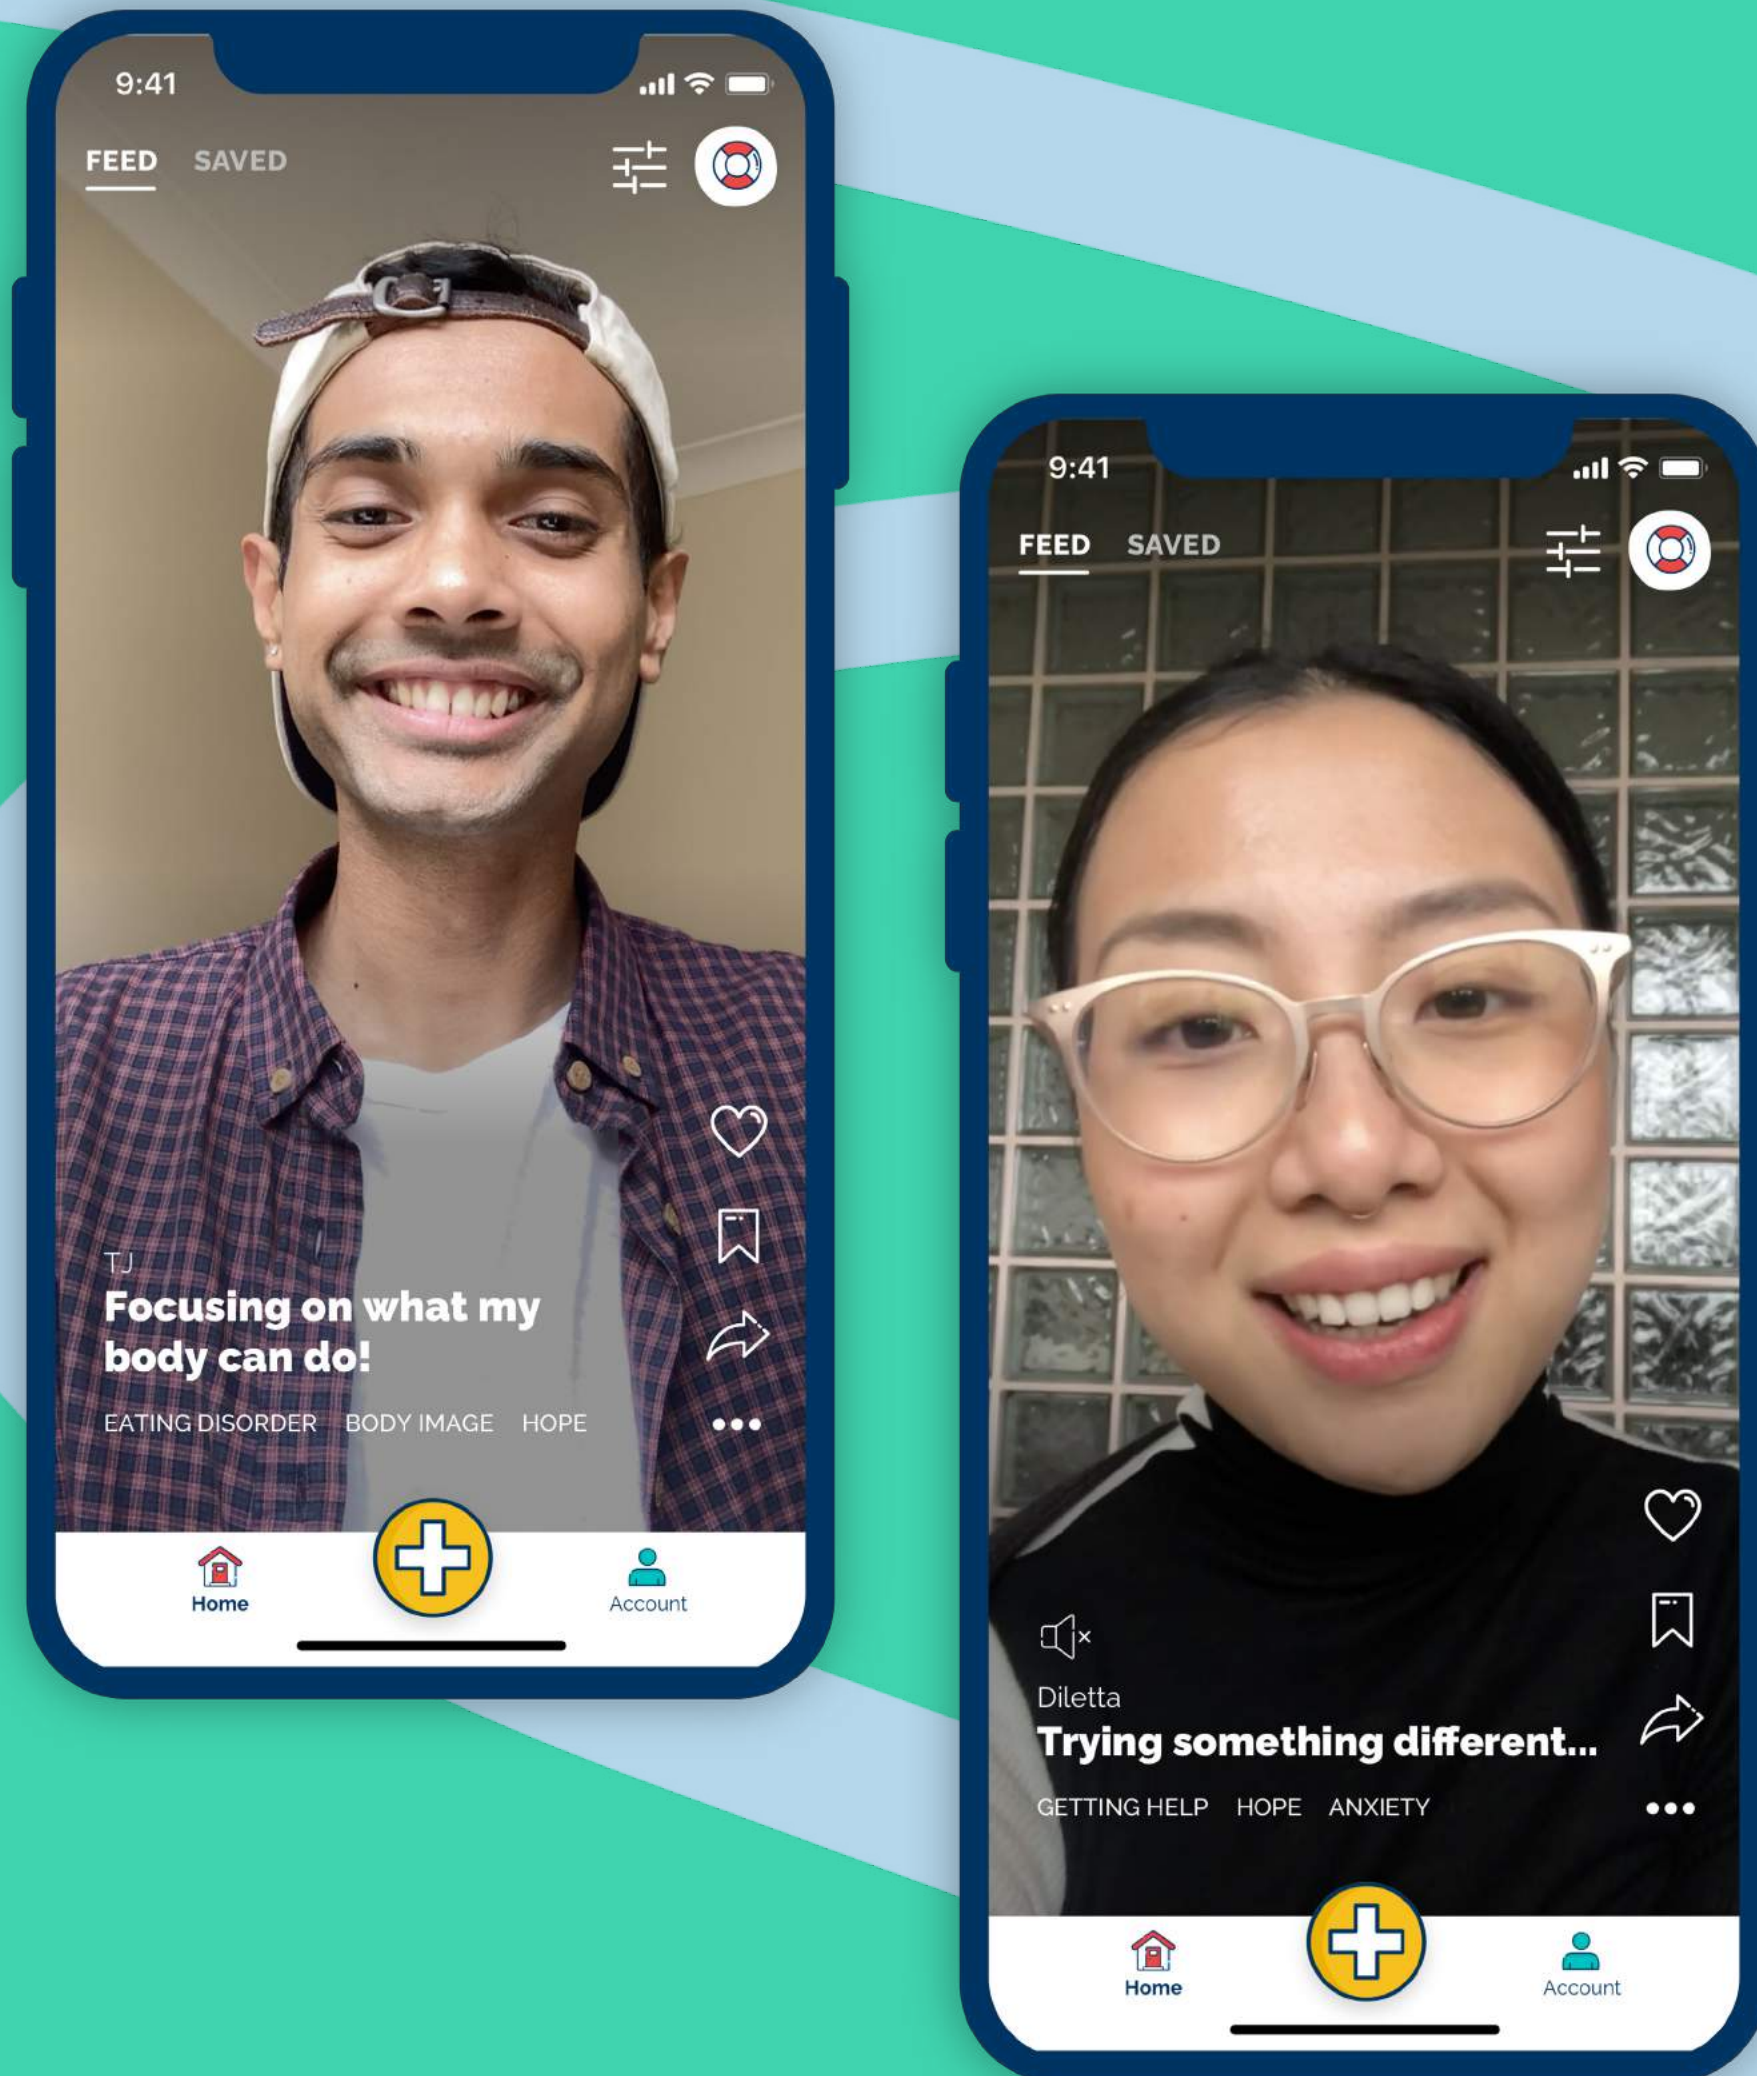 9:41
FEED SAVED
TJ
Focusing on what my
body can do!
EATING DISORDER BODY IMAGE HOPE
Home
Account
9:41
FEED SAVED
Diletta
Trying something different...
GETTING HELP HOPE ANXIETY
Home
Account